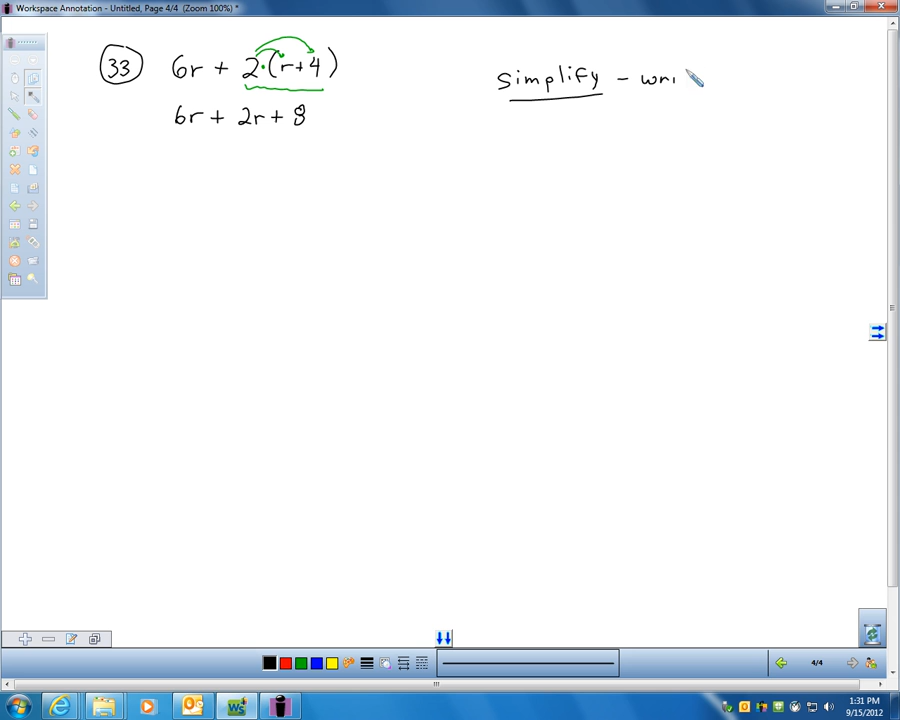 Workspace Annotation - Untitled, Page 4/4 (Zoom 100%) *
33 6r + 2·(r+4)
Simplify - wri
6r + 2r + 8
4/4
1:31 PM
9/15/2012